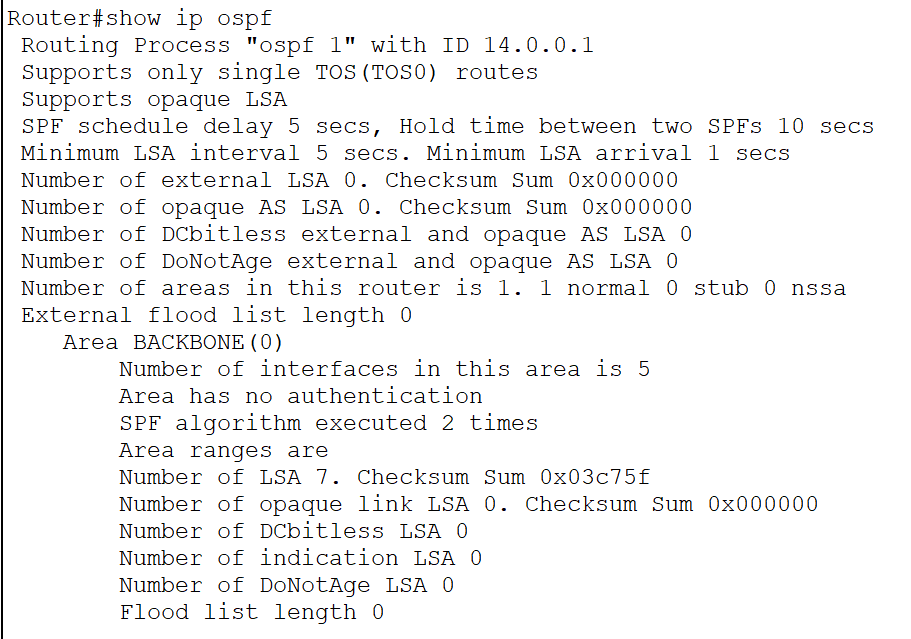 Router#show ip ospf
Routing Process "ospf 1" with ID 14.0.0.1
Supports only single TOS(TOS0) routes
Supports opaque LSA
SPF schedule delay 5 secs, Hold time between two SPFs 10 secs
Minimum LSA interval 5 secs. Minimum LSA arrival 1 secs
Number of external LSA 0. Checksum Sum 0x000000
Number of opaque AS LSA 0. Checksum Sum 0x000000
Number of DCbitless external and opaque AS LSA 0
Number of DoNotAge external and opaque AS LSA 0
Number of areas in this router is 1. 1 normal 0 stub 0 nssa
External flood list length 0
Area BACKBONE(0)
Number of interfaces in this area is 5
Area has no authentication
SPF algorithm executed 2 times
Area ranges are
Number of LSA 7. Checksum Sum 0x03c75f
Number of opaque link LSA 0. Checksum Sum 0x000000
Number of DCbitless LSA 0
Number of indication LSA 0
Number of DoNotAge LSA 0
Flood list length 0